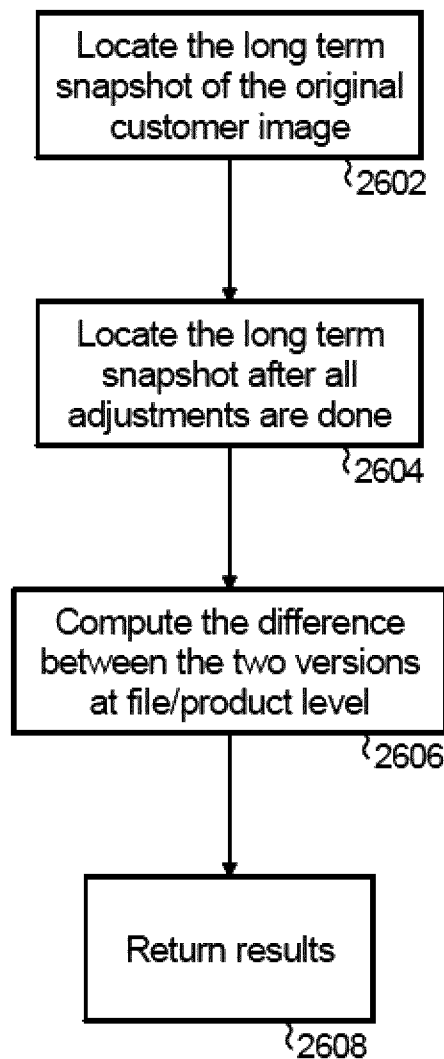 Locate the long term
snapshot of the original
customer image
2602
Locate the long term
snapshot after all
adjustments are done
2604
Compute the difference
between the two versions
at file/product level
2606
Return results
2608